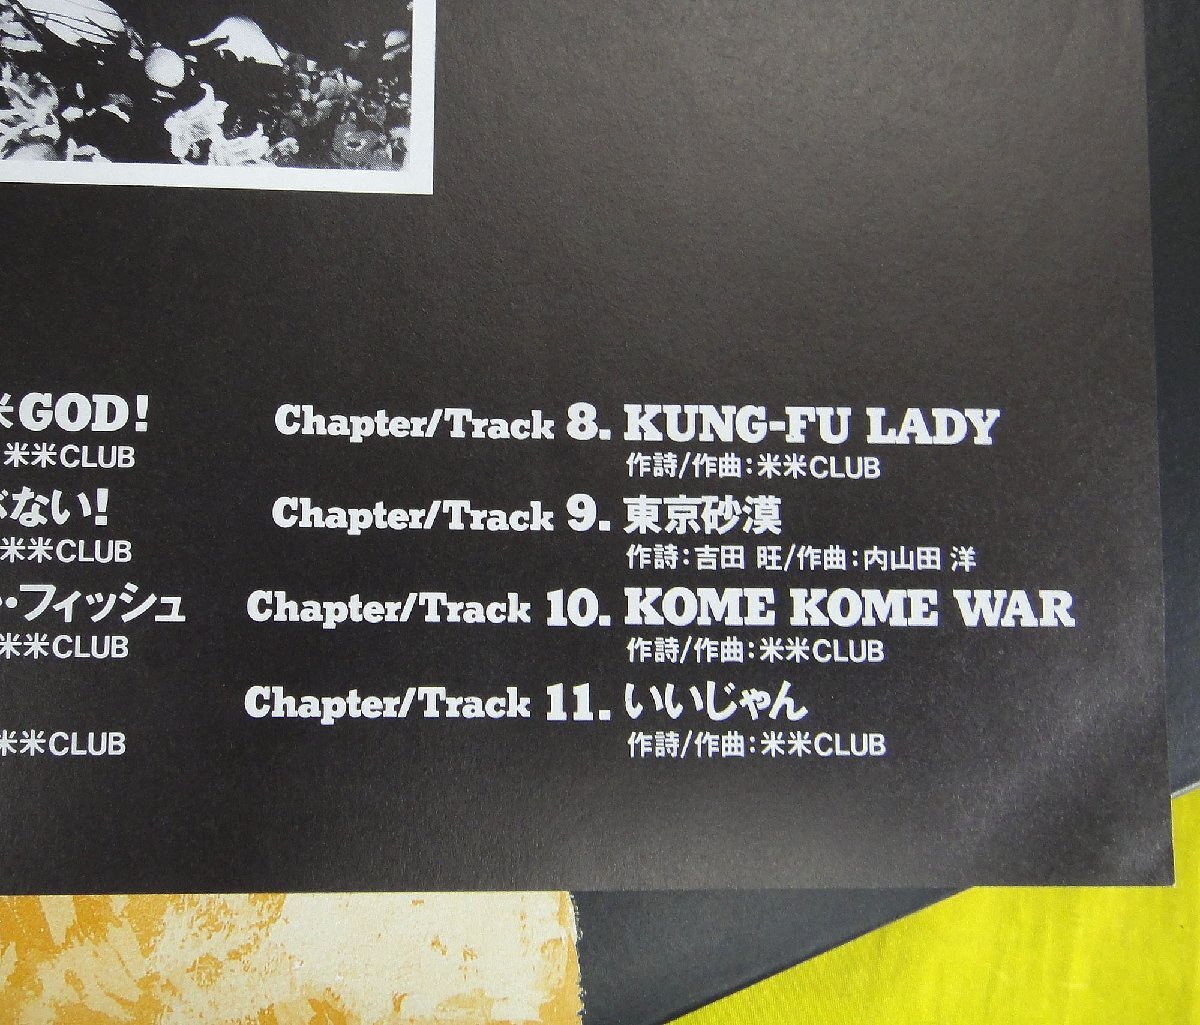 米GOD!
米米CLUB
ない!
米米CLUB
・フィッシュ
米米CLUB
米米CLUB
Chapter/Track 8. KUNG-FU LADY
作詩/作曲:米米CLUB
Chapter/Track 9. 東京砂漠
作詩:吉田 旺/作曲:内山田 洋
Chapter/Track 10. KOME KOME WAR
作詩/作曲:米米CLUB
Chapter/Track 11. いいじゃん
作詩/作曲:米米CLUB